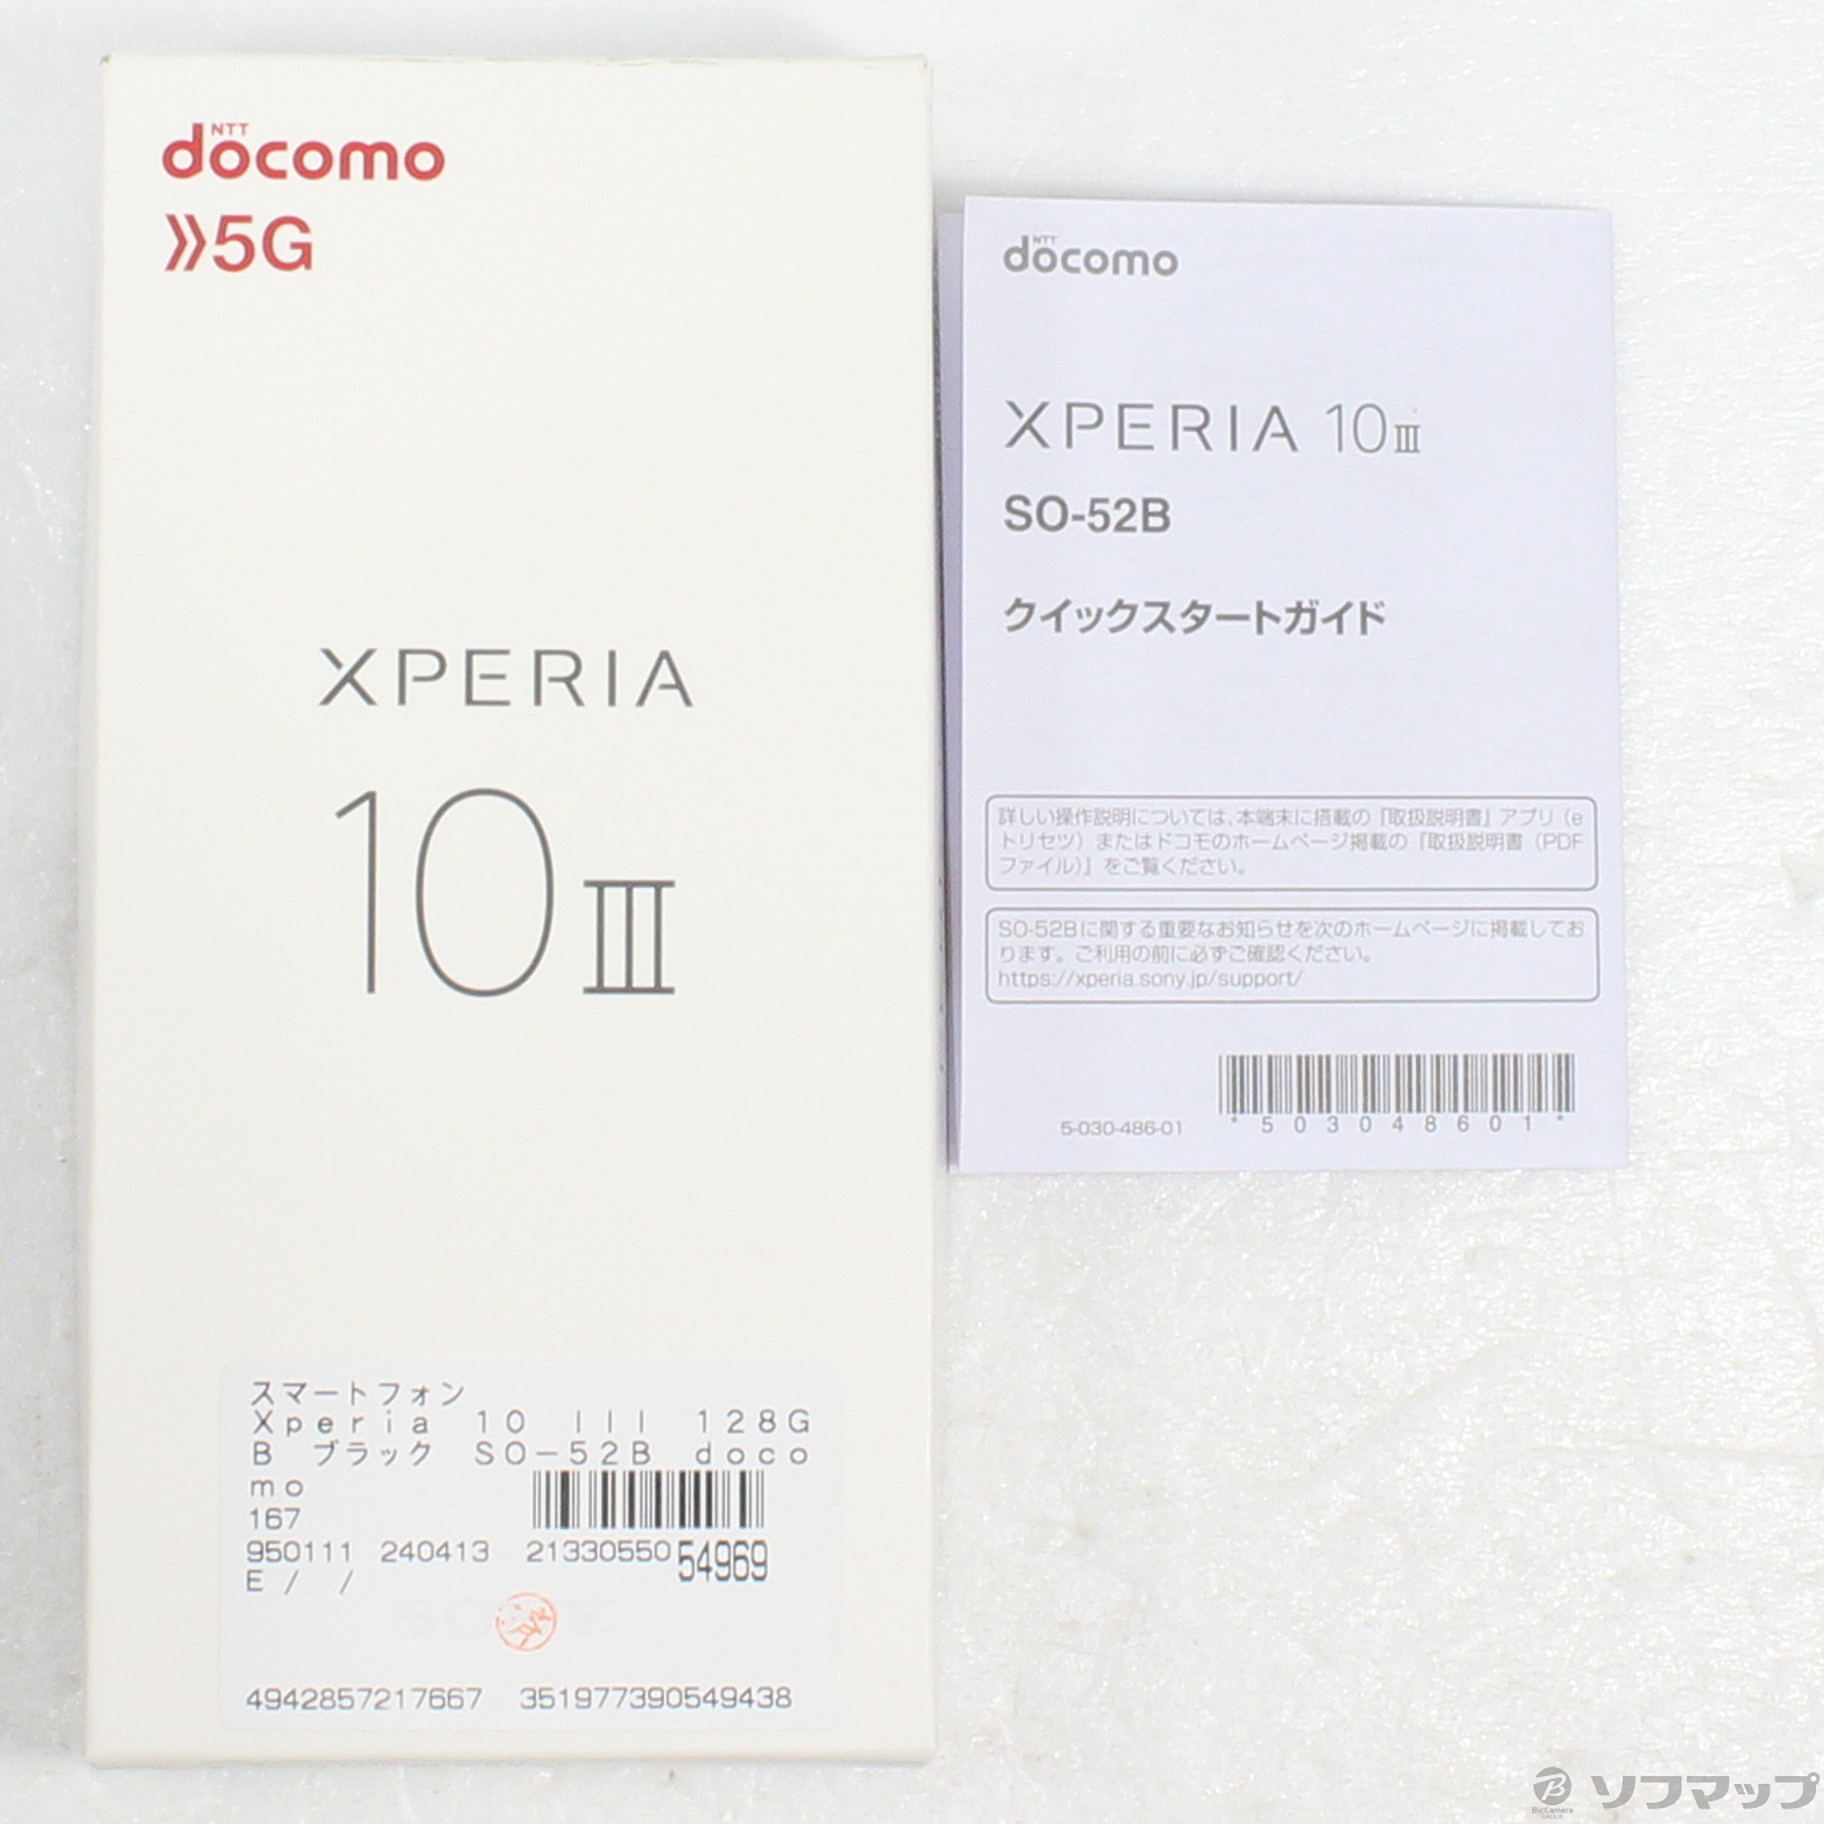 NTT
docomo
5G
XPERIA
10 III
スマートフォン
Xperia 10 III 128G
B ブラック SO-52B doco
mo
167
950111 240413 21330550 54969
E / /
4942857217667 351977390549438
NTT
docomo
XPERIA 10 III
SO-52B
クイックスタートガイド
詳しい操作説明については、本端末に搭載の『取扱説明書』アプリ（e
トリセツ）またはドコモのホームページ掲載の『取扱説明書（PDF
ファイル）』をご覧ください。
SO-52Bに関する重要なお知らせを次のホームページに掲載してお
ります。ご利用の前に必ずご確認ください。
https://xperia.sony.jp/support/
5-030-486-01
*503048601*
BicCamera
GROUP
ソフマップ